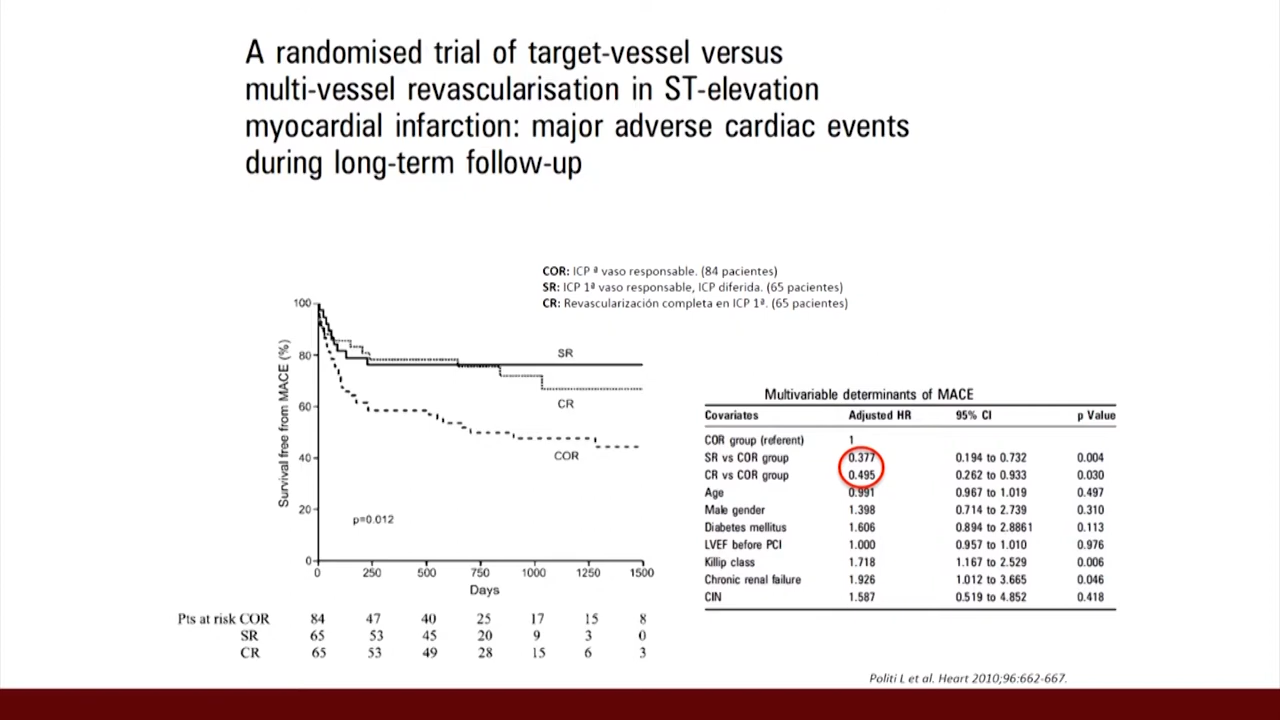 A randomised trial of target-vessel versus
multi-vessel revascularisation in ST-elevation
myocardial infarction: major adverse cardiac events
during long-term follow-up
COR: ICP ª vaso responsable. (84 pacientes)
SR: ICP 1ª vaso responsable, ICP diferida. (65 pacientes)
CR: Revascularización completa en ICP 1ª. (65 pacientes)
Survival free from MACE (%)
100
80
60
40
20
0
SR
CR
COR
p=0.012
0 250 500 750 1000 1250 1500
Days
Pts at risk COR 84 47 40 25 17 15 8
SR 65 53 45 20 9 3 0
CR 65 53 49 28 15 6 3
Multivariable determinants of MACE
Covariates Adjusted HR 95% CI p Value
COR group (referent) 1
SR vs COR group 0.377 0.194 to 0.732 0.004
CR vs COR group 0.495 0.262 to 0.933 0.030
Age 0.991 0.967 to 1.019 0.497
Male gender 1.398 0.714 to 2.739 0.310
Diabetes mellitus 1.606 0.894 to 2.8861 0.113
LVEF before PCI 1.000 0.957 to 1.010 0.976
Killip class 1.718 1.167 to 2.529 0.006
Chronic renal failure 1.926 1.012 to 3.665 0.046
CIN 1.587 0.519 to 4.852 0.418
Politi L et al. Heart 2010;96:662-667.